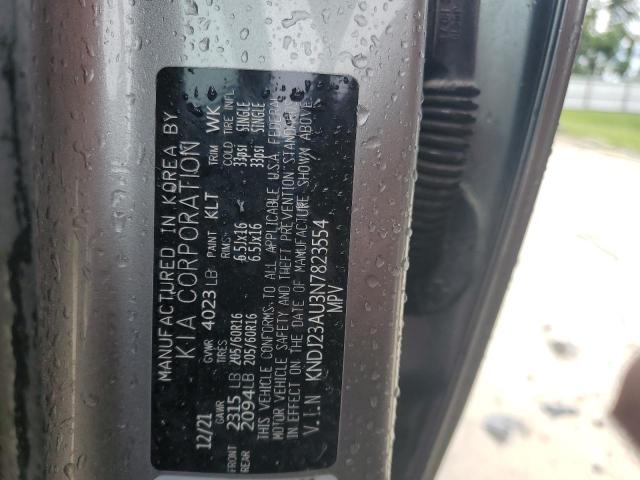 MANUFACTURED IN KOREA BY
KIA CORPORATION
12/21 GVWR 4023 LB PAINT KLT TRIM WK
GAWR TIRES RIMS COLD TIRE INFL
FRONT 2315 LB 205/60R16 6.5Jx16 33psi SINGLE
REAR 2094 LB 205/60R16 6.5Jx16 33psi SINGLE
THIS VEHICLE CONFORMS TO ALL APPLICABLE U.S.A. FEDERAL
MOTOR VEHICLE SAFETY AND THEFT PREVENTION STANDARDS
IN EFFECT ON THE DATE OF MANUFACTURE SHOWN ABOVE.
V.I.N KNDJ23AU3N7823554
MPV